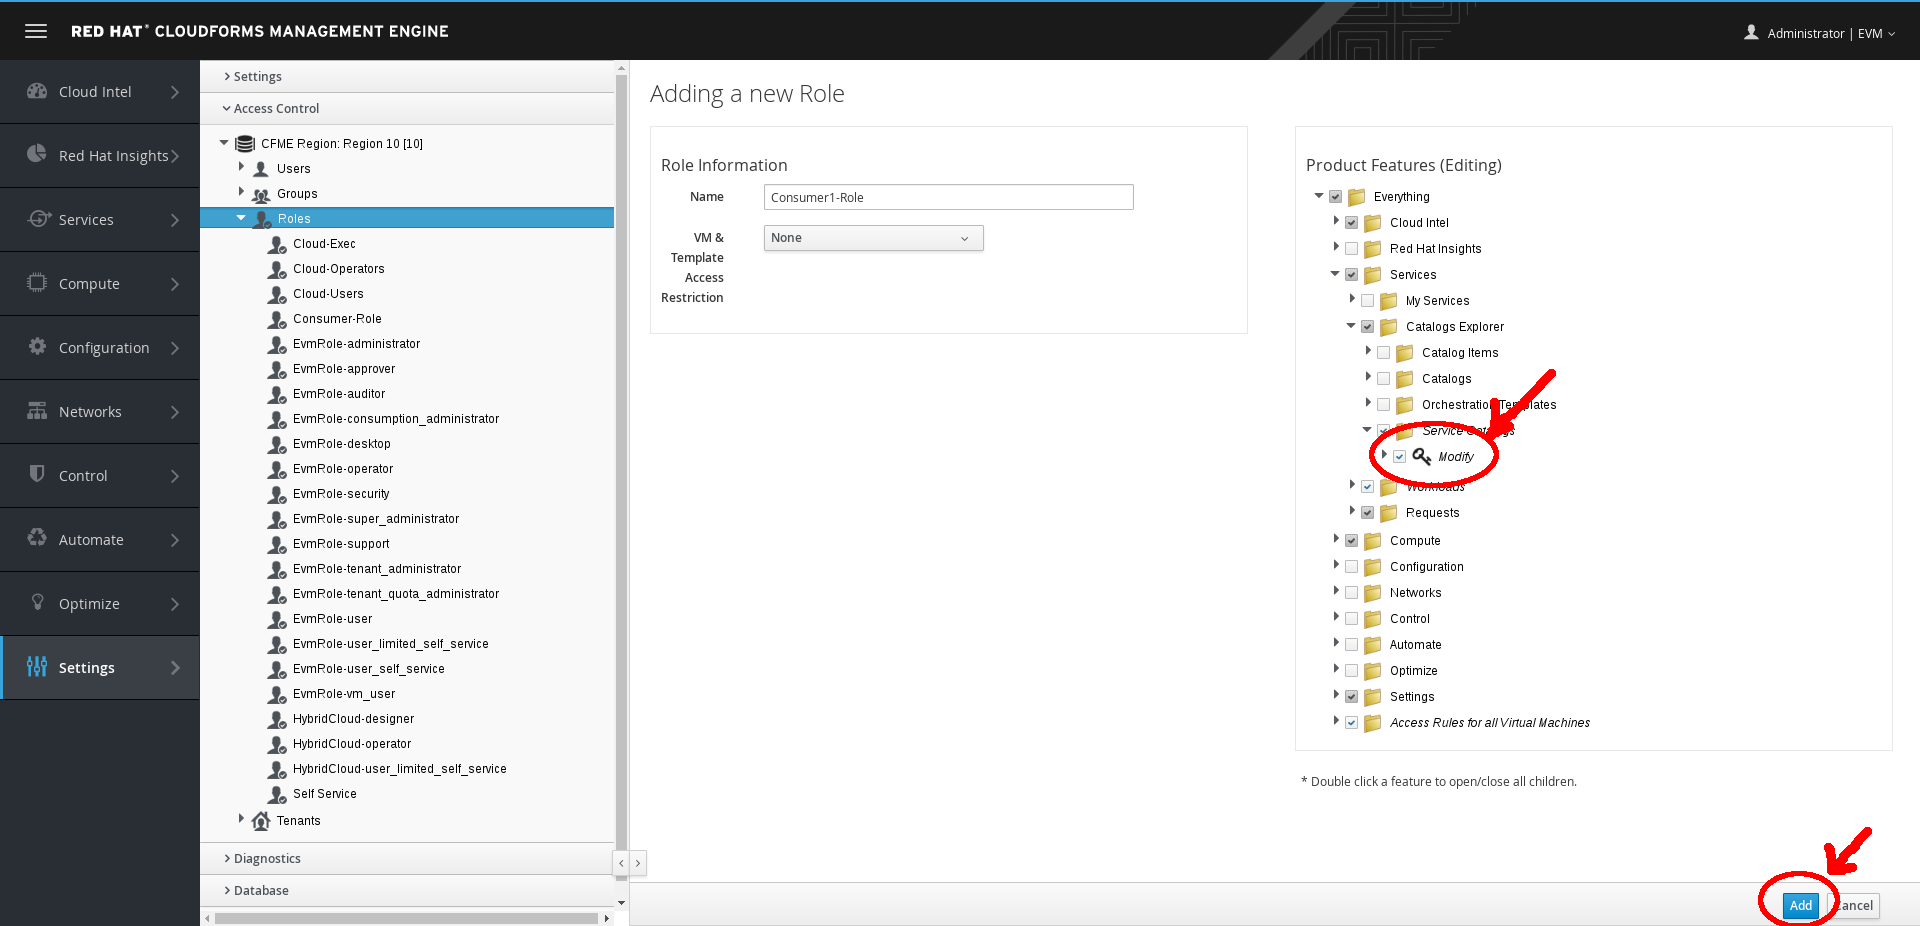 RED HAT® CLOUDFORMS MANAGEMENT ENGINE
Administrator | EVM
Cloud Intel
Red Hat Insights
Services
Compute
Configuration
Networks
Control
Automate
Optimize
Settings
Settings
Access Control
CFME Region: Region 10 [10]
Users
Groups
Roles
Cloud-Exec
Cloud-Operators
Cloud-Users
Consumer-Role
EvmRole-administrator
EvmRole-approver
EvmRole-auditor
EvmRole-consumption_administrator
EvmRole-desktop
EvmRole-operator
EvmRole-security
EvmRole-super_administrator
EvmRole-support
EvmRole-tenant_administrator
EvmRole-tenant_quota_administrator
EvmRole-user
EvmRole-user_limited_self_service
EvmRole-user_self_service
EvmRole-vm_user
HybridCloud-designer
HybridCloud-operator
HybridCloud-user_limited_self_service
Self Service
Tenants
Diagnostics
Database
Adding a new Role
Role Information
Name
Consumer1-Role
VM &
Template
Access
Restriction
None
Product Features (Editing)
Everything
Cloud Intel
Red Hat Insights
Services
My Services
Catalogs Explorer
Catalog Items
Catalogs
Orchestration Templates
Service Catalogs
Modify
Workloads
Requests
Compute
Configuration
Networks
Control
Automate
Optimize
Settings
Access Rules for all Virtual Machines
* Double click a feature to open/close all children.
Add
Cancel